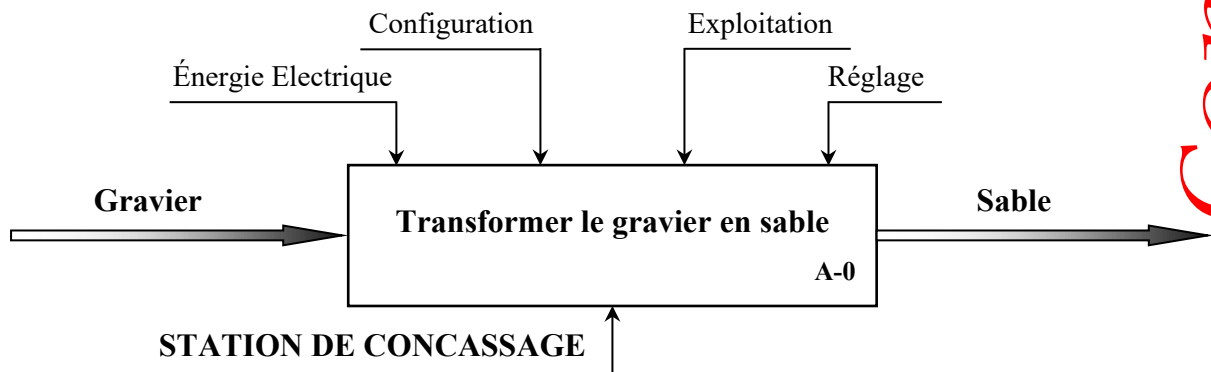 Configuration
Exploitation
Énergie Electrique
Réglage
Gravier
Transformer le gravier en sable
Sable
A-0
STATION DE CONCASSAGE